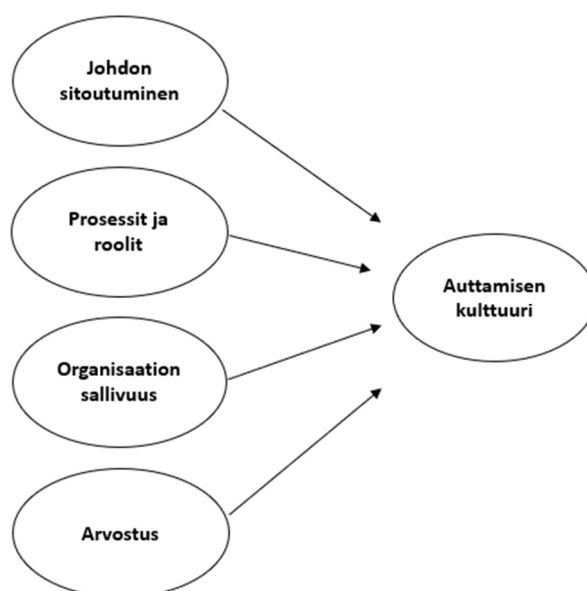 Johdon
sitoutuminen
Prosessit ja
roolit
Auttamisen
kulttuuri
Organisaation
sallivuus
Arvostus